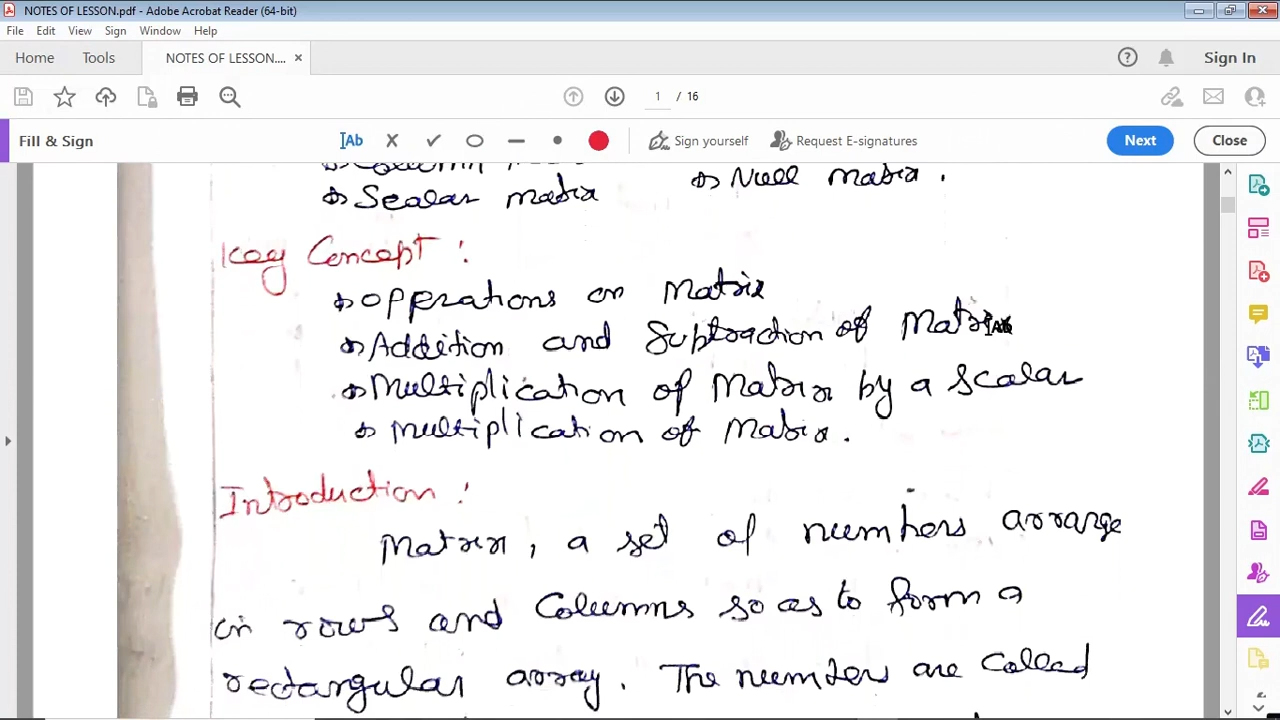 NOTES OF LESSON.pdf - Adobe Acrobat Reader (64-bit)
File Edit View Sign Window Help
Home Tools NOTES OF LESSON.... × Sign In
1 / 16
Fill & Sign Ab Sign yourself Request E-signatures Next Close
Column
Scalar matrix Null matrix.
Key Concept :
Opperations on Matrix
Addition and Subtraction of Matrix
Multiplication of Matrix by a scalar
Multiplication of Matrix.
Introduction :
Matrix, a set of numbers arrange
in rows and Columns so as to form a
rectangular array. The numbers are called